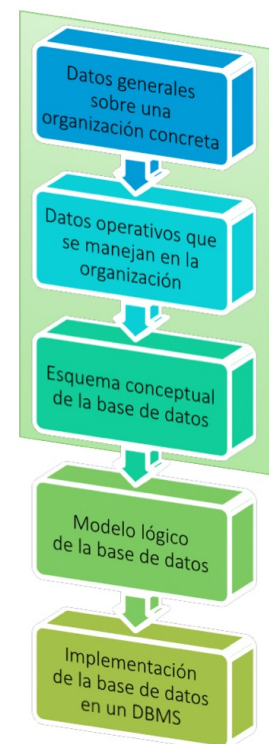 Datos generales
sobre una
organización concreta
Datos operativos que
se manejan en la
organización
Esquema conceptual
de la base de datos
Modelo lógico
de la base de datos
Implementación
de la base de datos
en un DBMS